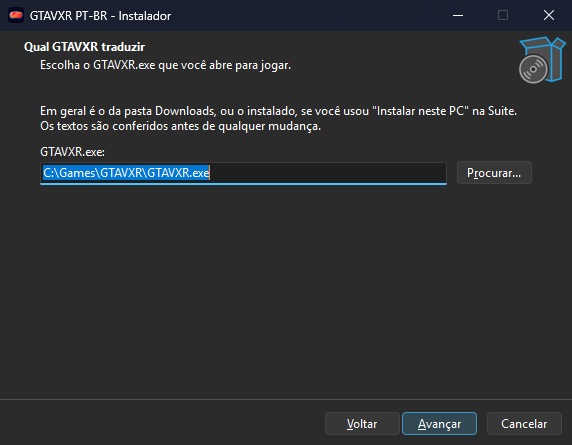 GTAVXR PT-BR - Instalador
Qual GTAVXR traduzir
Escolha o GTAVXR.exe que você abre para jogar.
Em geral é o da pasta Downloads, ou o instalado, se você usou "Instalar neste PC" na Suite.
Os textos são conferidos antes de qualquer mudança.
GTAVXR.exe:
C:\Games\GTAVXR\GTAVXR.exe
Procurar...
Voltar
Avançar
Cancelar